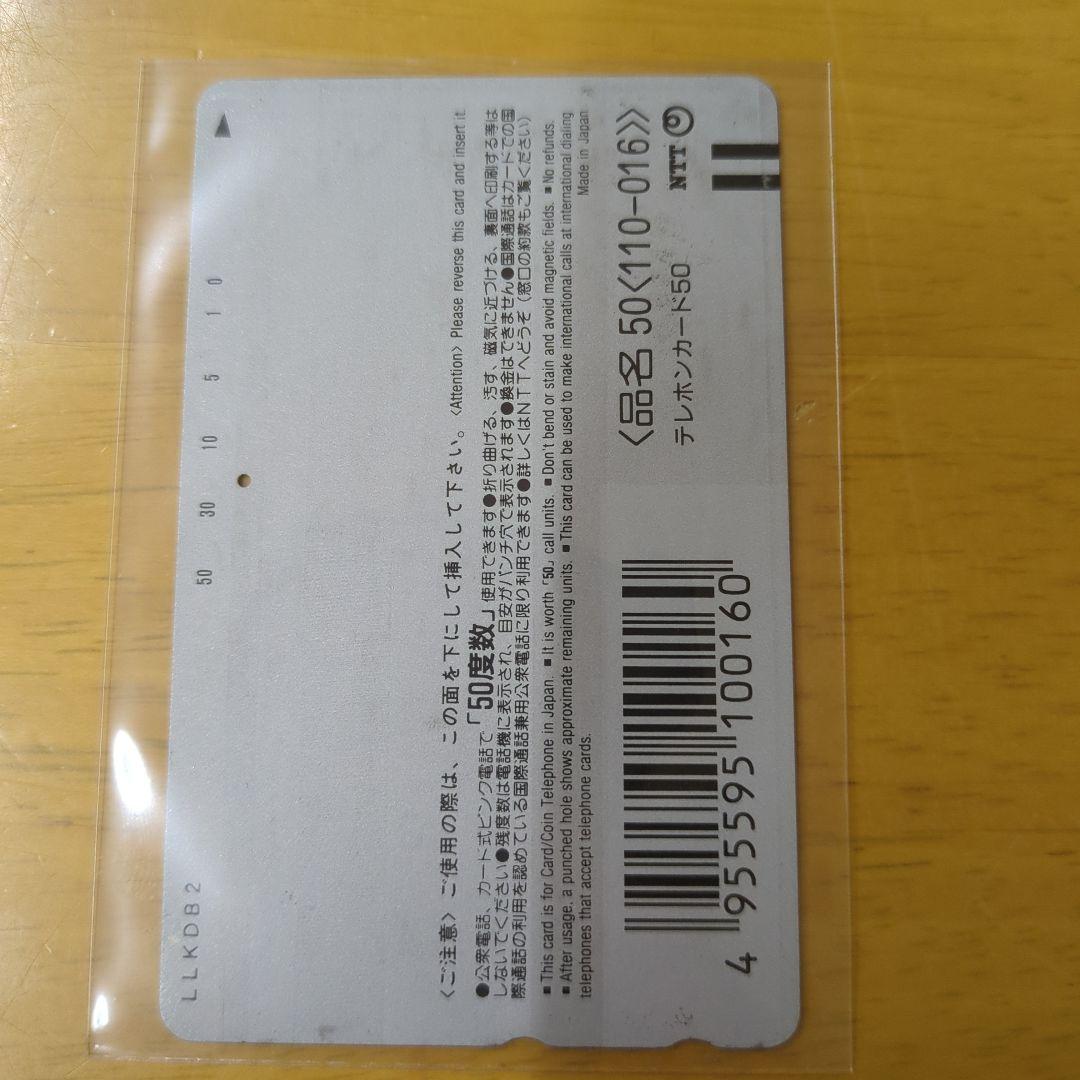 LLKDB2
50 30 10 5 1 0
〈ご注意〉ご使用の際は、この面を下にして挿入して下さい。〈Attention〉Please reverse this card and insert it.
●公衆電話、カード式ピンク電話で「50度数」使用できます●折り曲げる、汚す、磁気に近づける、裏面へ印刷する等は
しないでください●残度数は電話機に表示され、目安がパンチ穴で表示されます●換金はできません●国際通話はカードでの国
際通話の利用を認めている国際通話兼用公衆電話に限り利用できます●詳しくはNTTへどうぞ（窓口の約款もご覧ください）
■This card is for Card/Coin Telephone in Japan. ■It is worth「50」call units. ■Don't bend or stain and avoid magnetic fields. ■No refunds.
■After usage, a punched hole shows approximate remaining units. ■This card can be used to make international calls at international dialing
telephones that accept telephone cards. Made in Japan
〈品名 50〈110-016〉〉
テレホンカード50
NTT
4 955595 100160